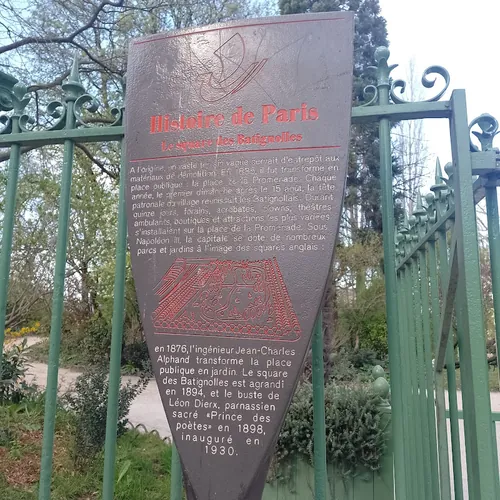 Histoire de Paris
Le Square des Batignolles
A l'origine, un vaste terrain vague servait d'entrepôt aux
matériaux de démolition. En 1838, il fut transformé en
place publique : la place de la Promenade. Chaque
année, le premier dimanche après le 15 août, la fête
patronale du village réunissait les Batignollais. Durant
quinze jours, forains, acrobates, clowns, théâtres
ambulants, boutiques et attractions les plus variées
s'installaient sur la place de la Promenade. Sous
Napoléon III, la capitale se dote de nombreux
parcs et jardins à l'image des squares anglais :
en 1876, l'ingénieur Jean-Charles
Alphand transforme la place
publique en jardin. Le square
des Batignolles est agrandi
en 1894, et le buste de
Léon Dierx, parnassien
sacré «Prince des
poètes» en 1898,
inauguré en
1930.